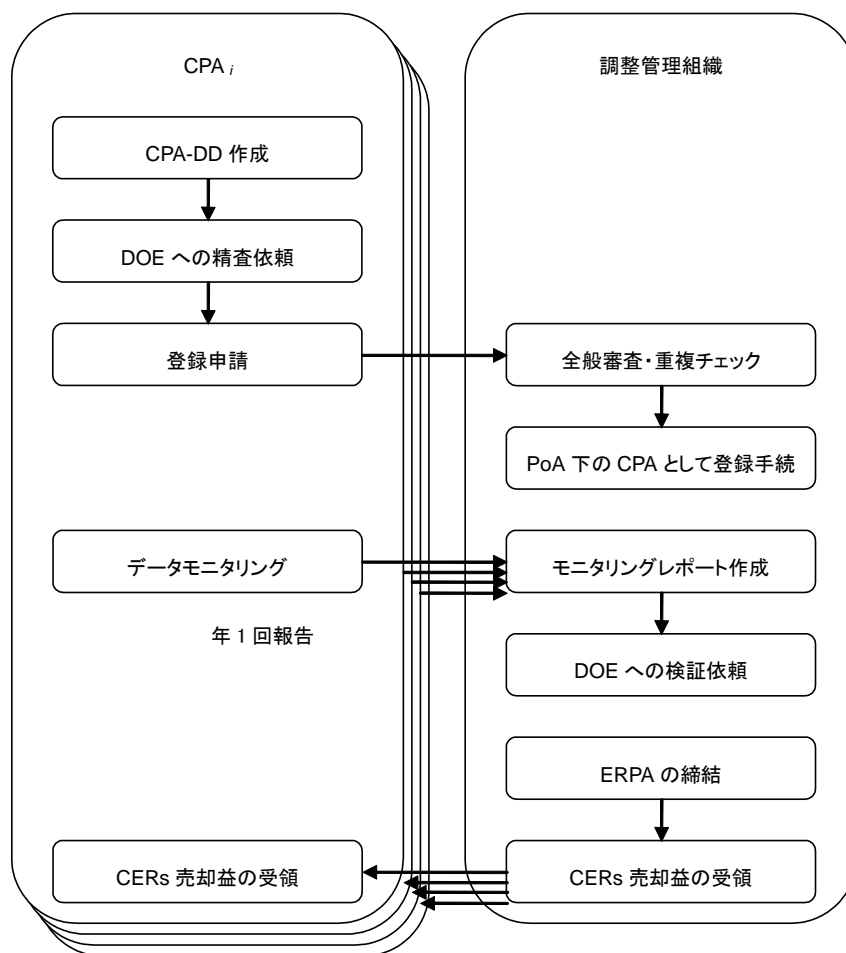 CPA i
調整管理組織
CPA-DD 作成
DOE への精査依頼
登録申請
全般審査・重複チェック
PoA 下の CPA として登録手続
データモニタリング
モニタリングレポート作成
年 1 回報告
DOE への検証依頼
ERPA の締結
CERs 売却益の受領
CERs 売却益の受領